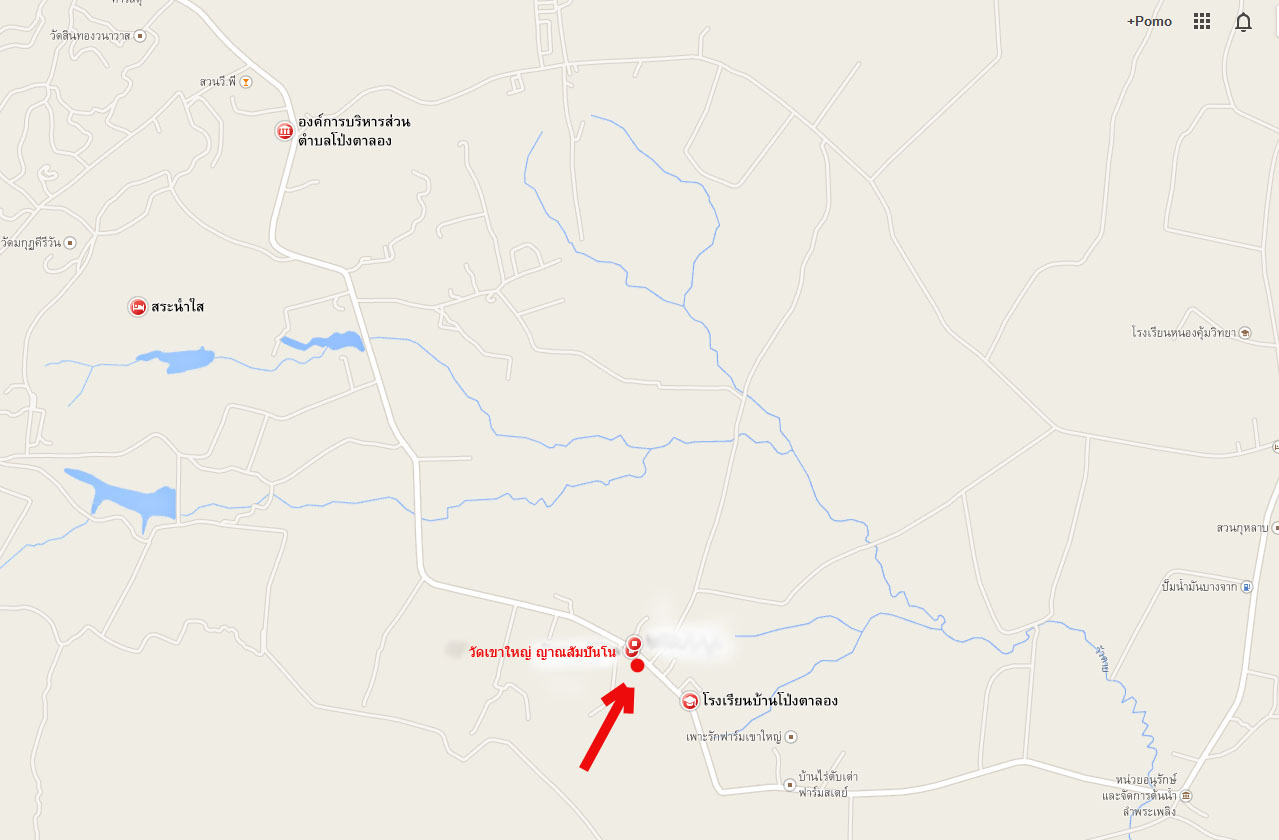 +Pomo
วัดสินทองวนาวาส
สวนวี.พี
องค์การบริหารส่วน
ตำบลโป่งตาลอง
วัดมกุฏคีรีวัน
สระน้ำใส
โรงเรียนหนองคุ้มวิทยา
สวนกุหลาบ
ปั๊มน้ำมันบางจาก
วัดเขาใหญ่ ญาณสัมปันโน
ลำพระ
โรงเรียนบ้านโป่งตาลอง
เพาะรักฟาร์มเขาใหญ่
บ้านไร่ตับเต่า
ฟาร์มสเตย์
หน่วยอนุรักษ์
และจัดการต้นน้ำ
ลำพระเพลิง